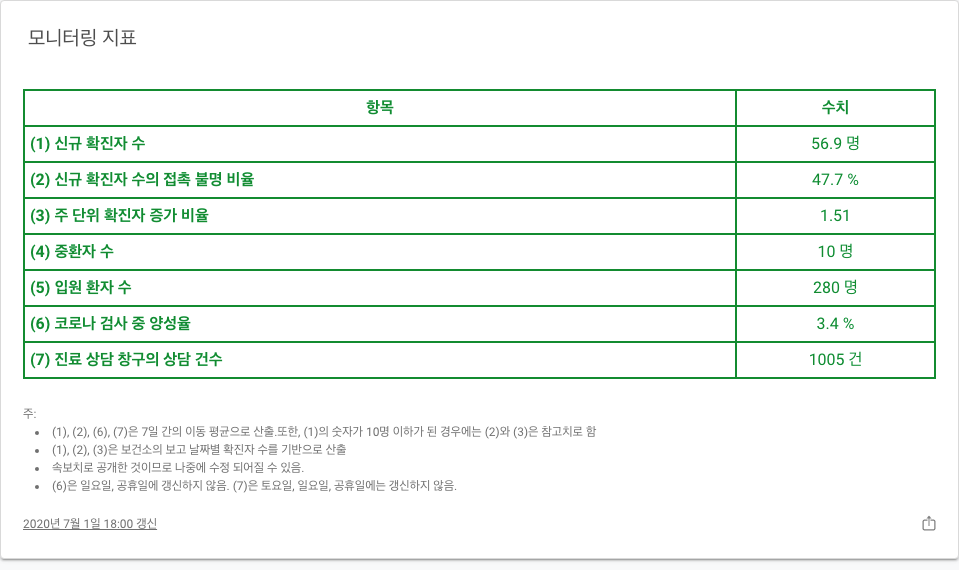 모니터링 지표
항목 수치
(1) 신규 확진자 수 56.9 명
(2) 신규 확진자 수의 접촉 불명 비율 47.7 %
(3) 주 단위 확진자 증가 비율 1.51
(4) 중환자 수 10 명
(5) 입원 환자 수 280 명
(6) 코로나 검사 중 양성율 3.4 %
(7) 진료 상담 창구의 상담 건수 1005 건
주:
(1), (2), (6), (7)은 7일 간의 이동 평균으로 산출.또한, (1)의 숫자가 10명 이하가 된 경우에는 (2)와 (3)은 참고치로 함
(1), (2), (3)은 보건소의 보고 날짜별 확진자 수를 기반으로 산출
속보치로 공개한 것이므로 나중에 수정 되어질 수 있음.
(6)은 일요일, 공휴일에 갱신하지 않음. (7)은 토요일, 일요일, 공휴일에는 갱신하지 않음.
2020년 7월 1일 18:00 갱신